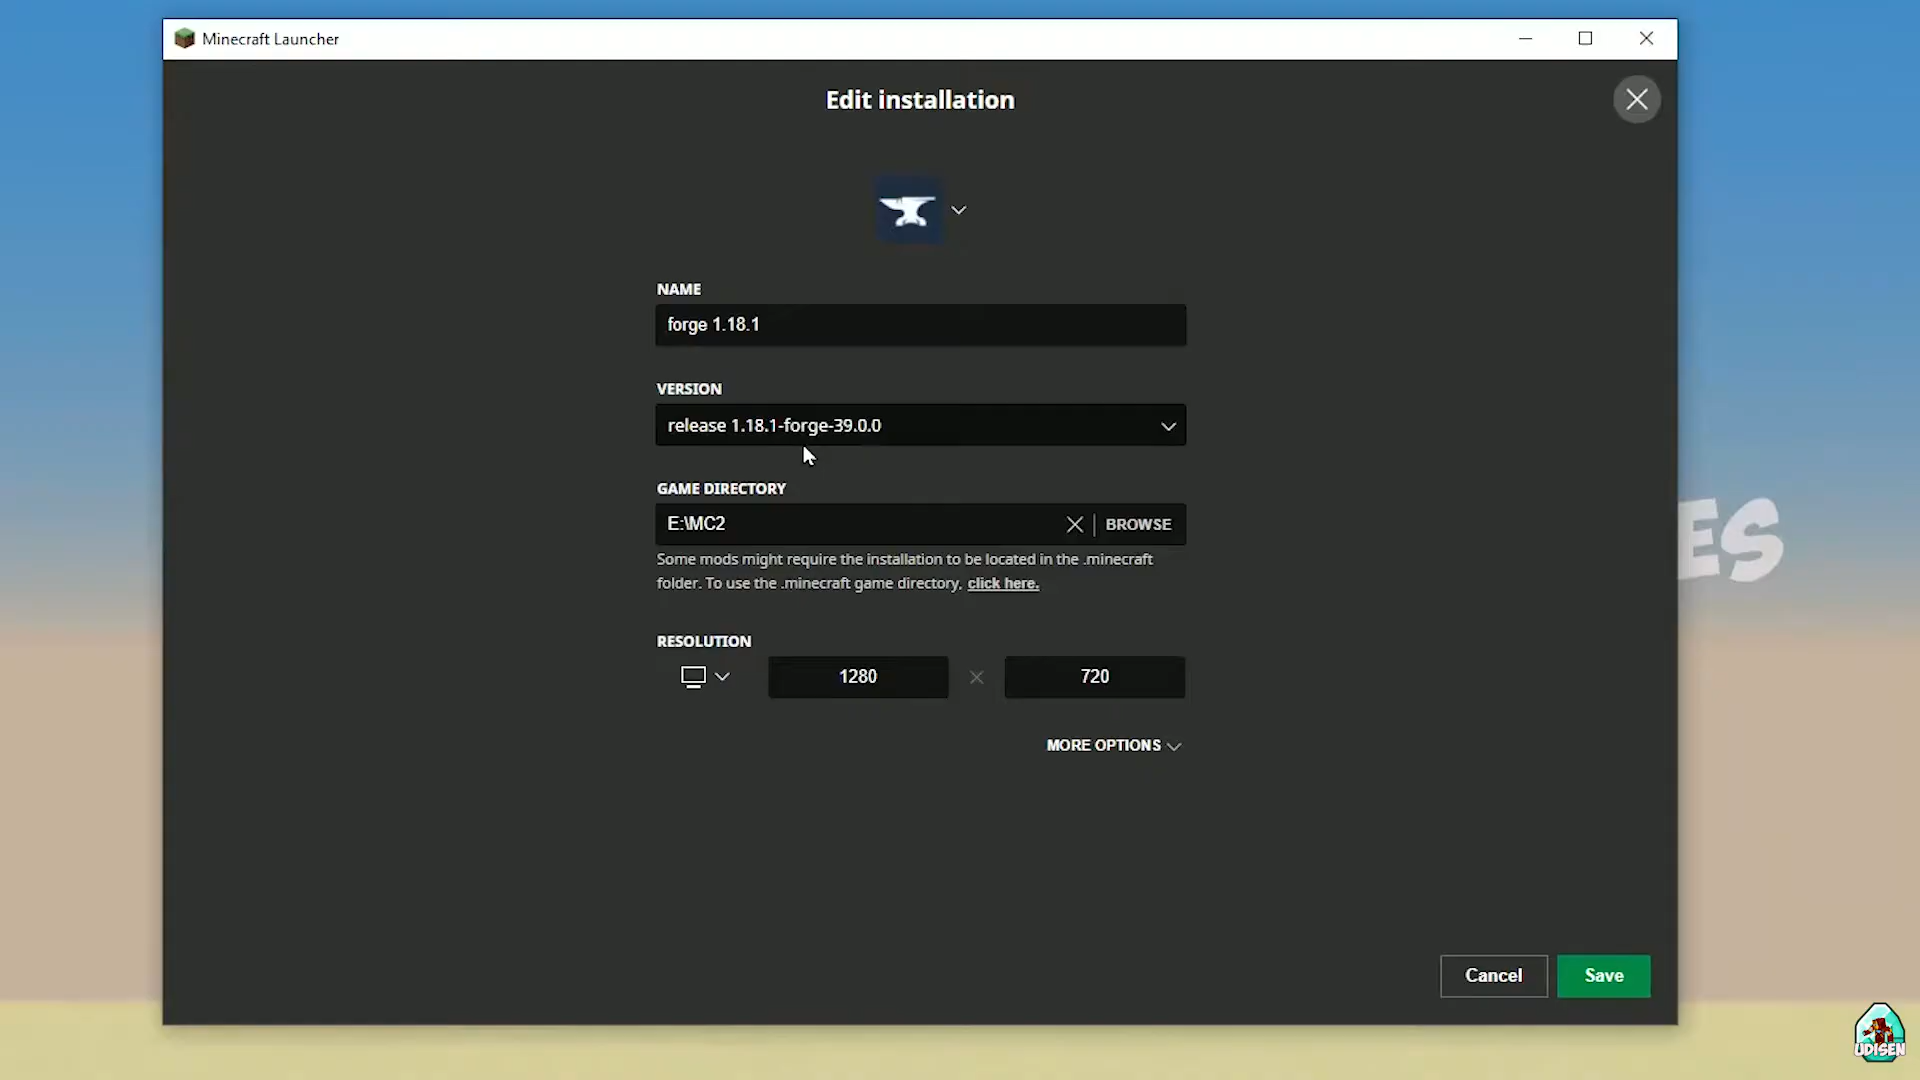 Minecraft Launcher
Edit installation
NAME
forge 1.18.1
VERSION
release 1.18.1-forge-39.0.0
GAME DIRECTORY
E:\MC2
BROWSE
Some mods might require the installation to be located in the .minecraft
folder. To use the .minecraft game directory, click here.
RESOLUTION
1280
720
MORE OPTIONS
Cancel
Save
ES
UDISEN